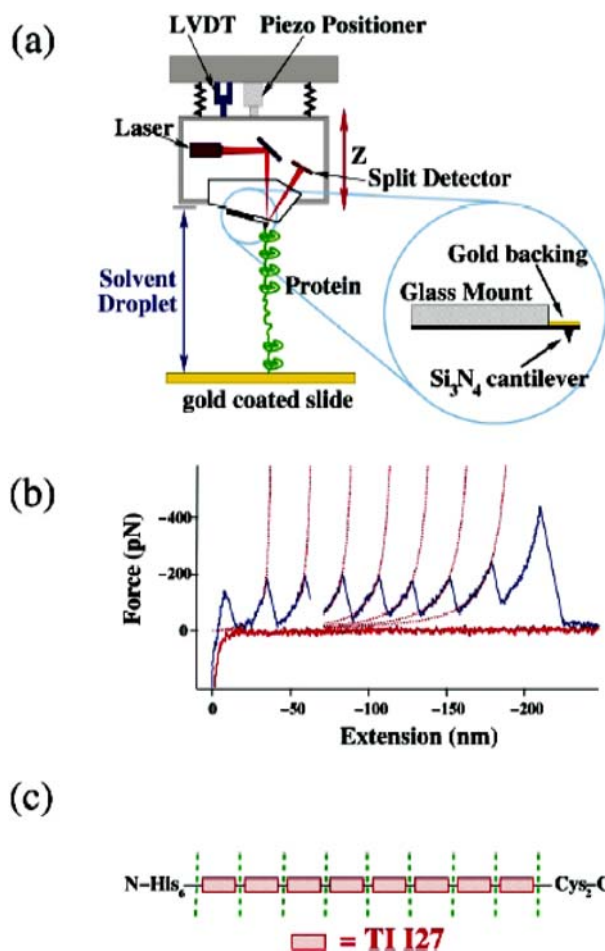 (a)
LVDT
Piezo Positioner
Laser
Z
Split Detector
Solvent
Droplet
Protein
Gold backing
Glass Mount
Si₃N₄ cantilever
gold coated slide
(b)
Force (pN)
-400
-200
0
0
-50
-100
-150
-200
Extension (nm)
(c)
N-His₆
Cys₂-C
= TI I27